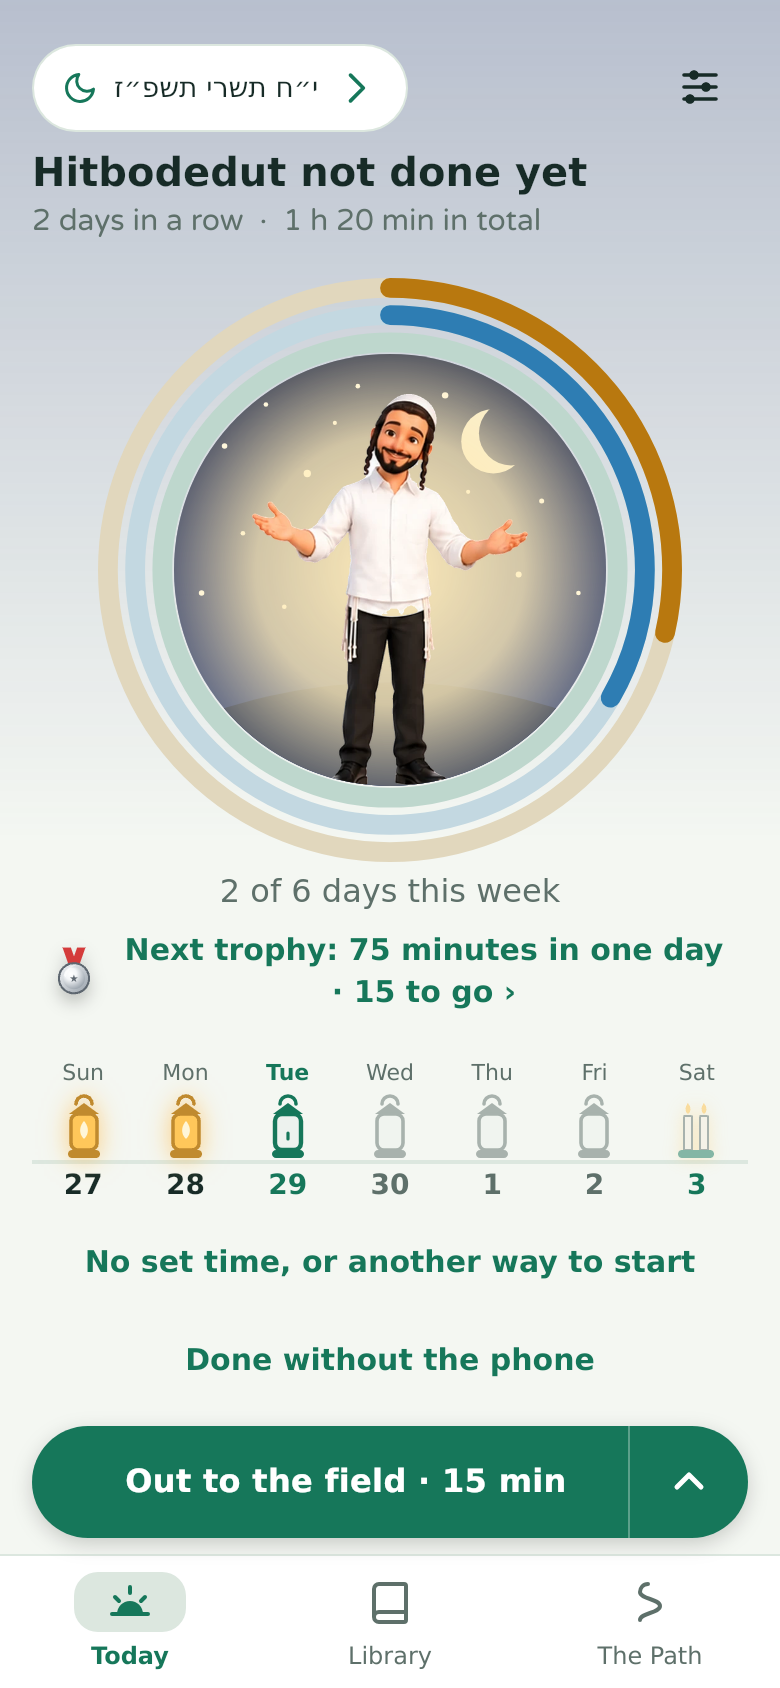 י״ח תשרי תשפ״ז
Hitbodedut not done yet
2 days in a row · 1 h 20 min in total
2 of 6 days this week
Next trophy: 75 minutes in one day
· 15 to go ›
Sun Mon Tue Wed Thu Fri Sat
27 28 29 30 1 2 3
No set time, or another way to start
Done without the phone
Out to the field · 15 min
Today Library The Path